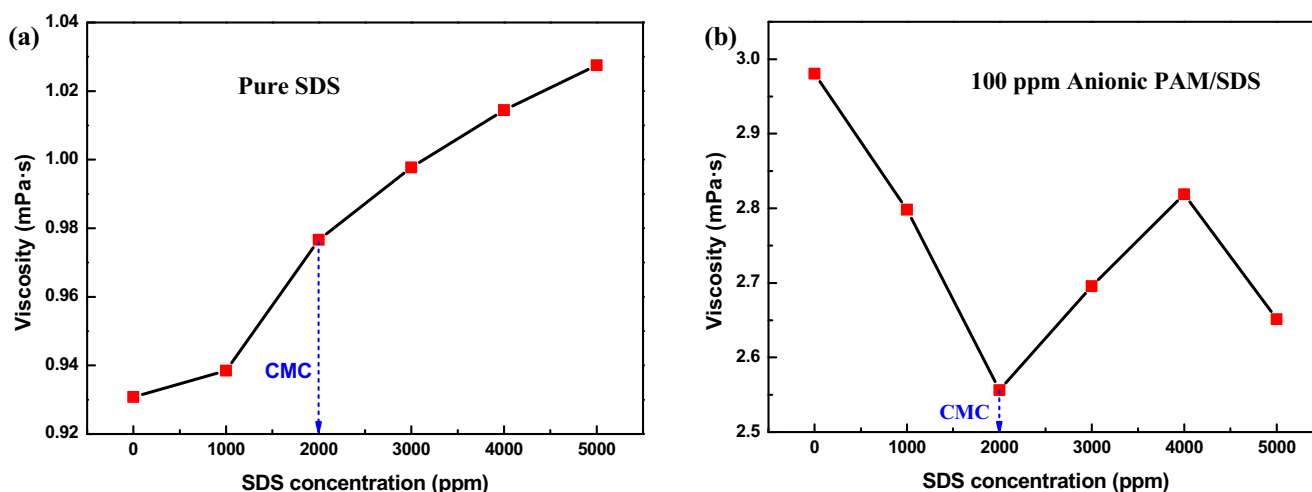 (a)
Pure SDS
Viscosity (mPa·s)
1.04
1.02
1.00
0.98
0.96
0.94
0.92
CMC
0 1000 2000 3000 4000 5000
SDS concentration (ppm)
(b)
100 ppm Anionic PAM/SDS
Viscosity (mPa·s)
3.0
2.9
2.8
2.7
2.6
2.5
CMC
0 1000 2000 3000 4000 5000
SDS concentration (ppm)